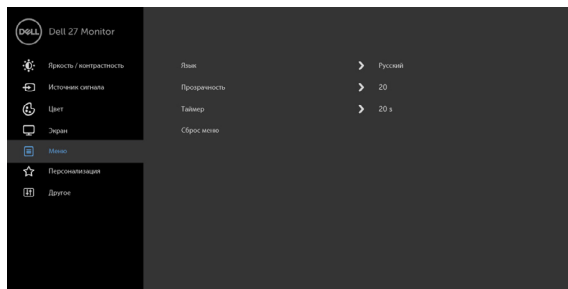 DELL Dell 27 Monitor
Яркость / контрастность
Язык Русский
Источник сигнала
Прозрачность 20
Цвет
Таймер 20 s
Экран
Сброс меню
Меню
Персонализация
Другое